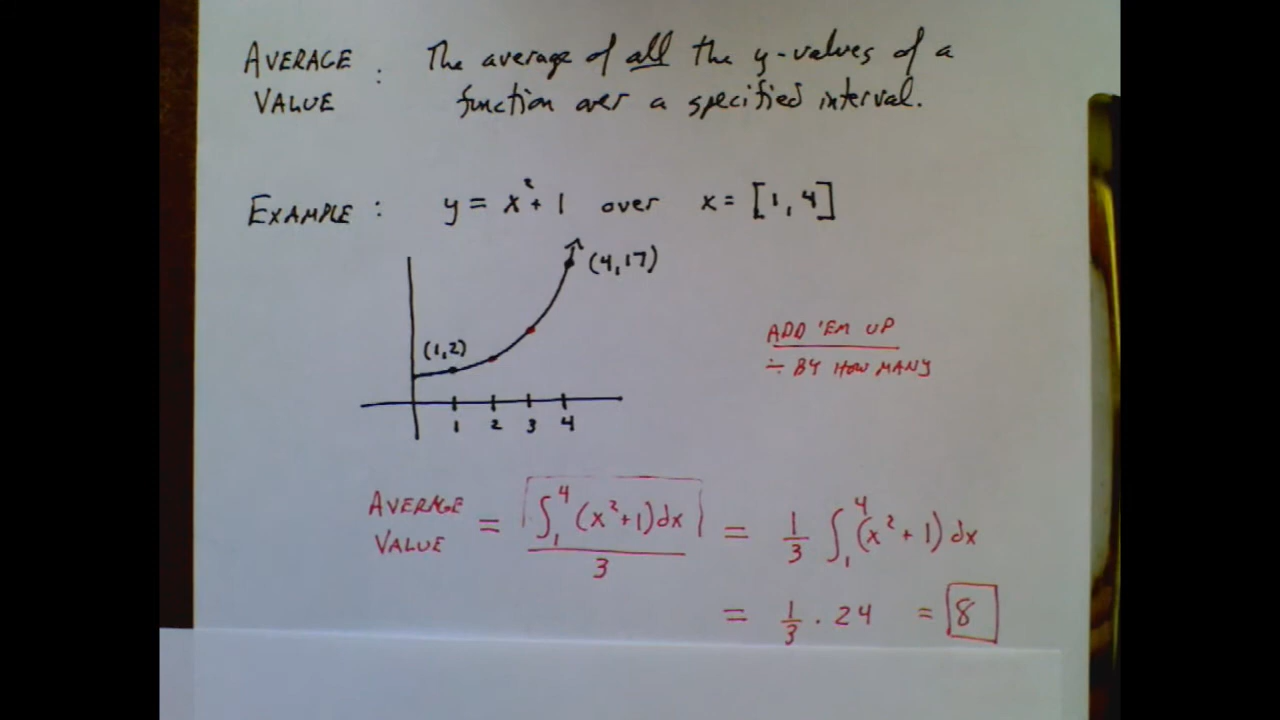 AVERAGE VALUE : The average of all the y-values of a
function over a specified interval.
EXAMPLE : y = x² + 1 over x = [1, 4]
(4, 17)
(1, 2)
1 2 3 4
ADD 'EM UP
÷ BY HOW MANY
AVERAGE VALUE = ∫₁⁴ (x²+1)dx / 3 = 1/3 ∫₁⁴ (x² + 1) dx
= 1/3 · 24 = 8